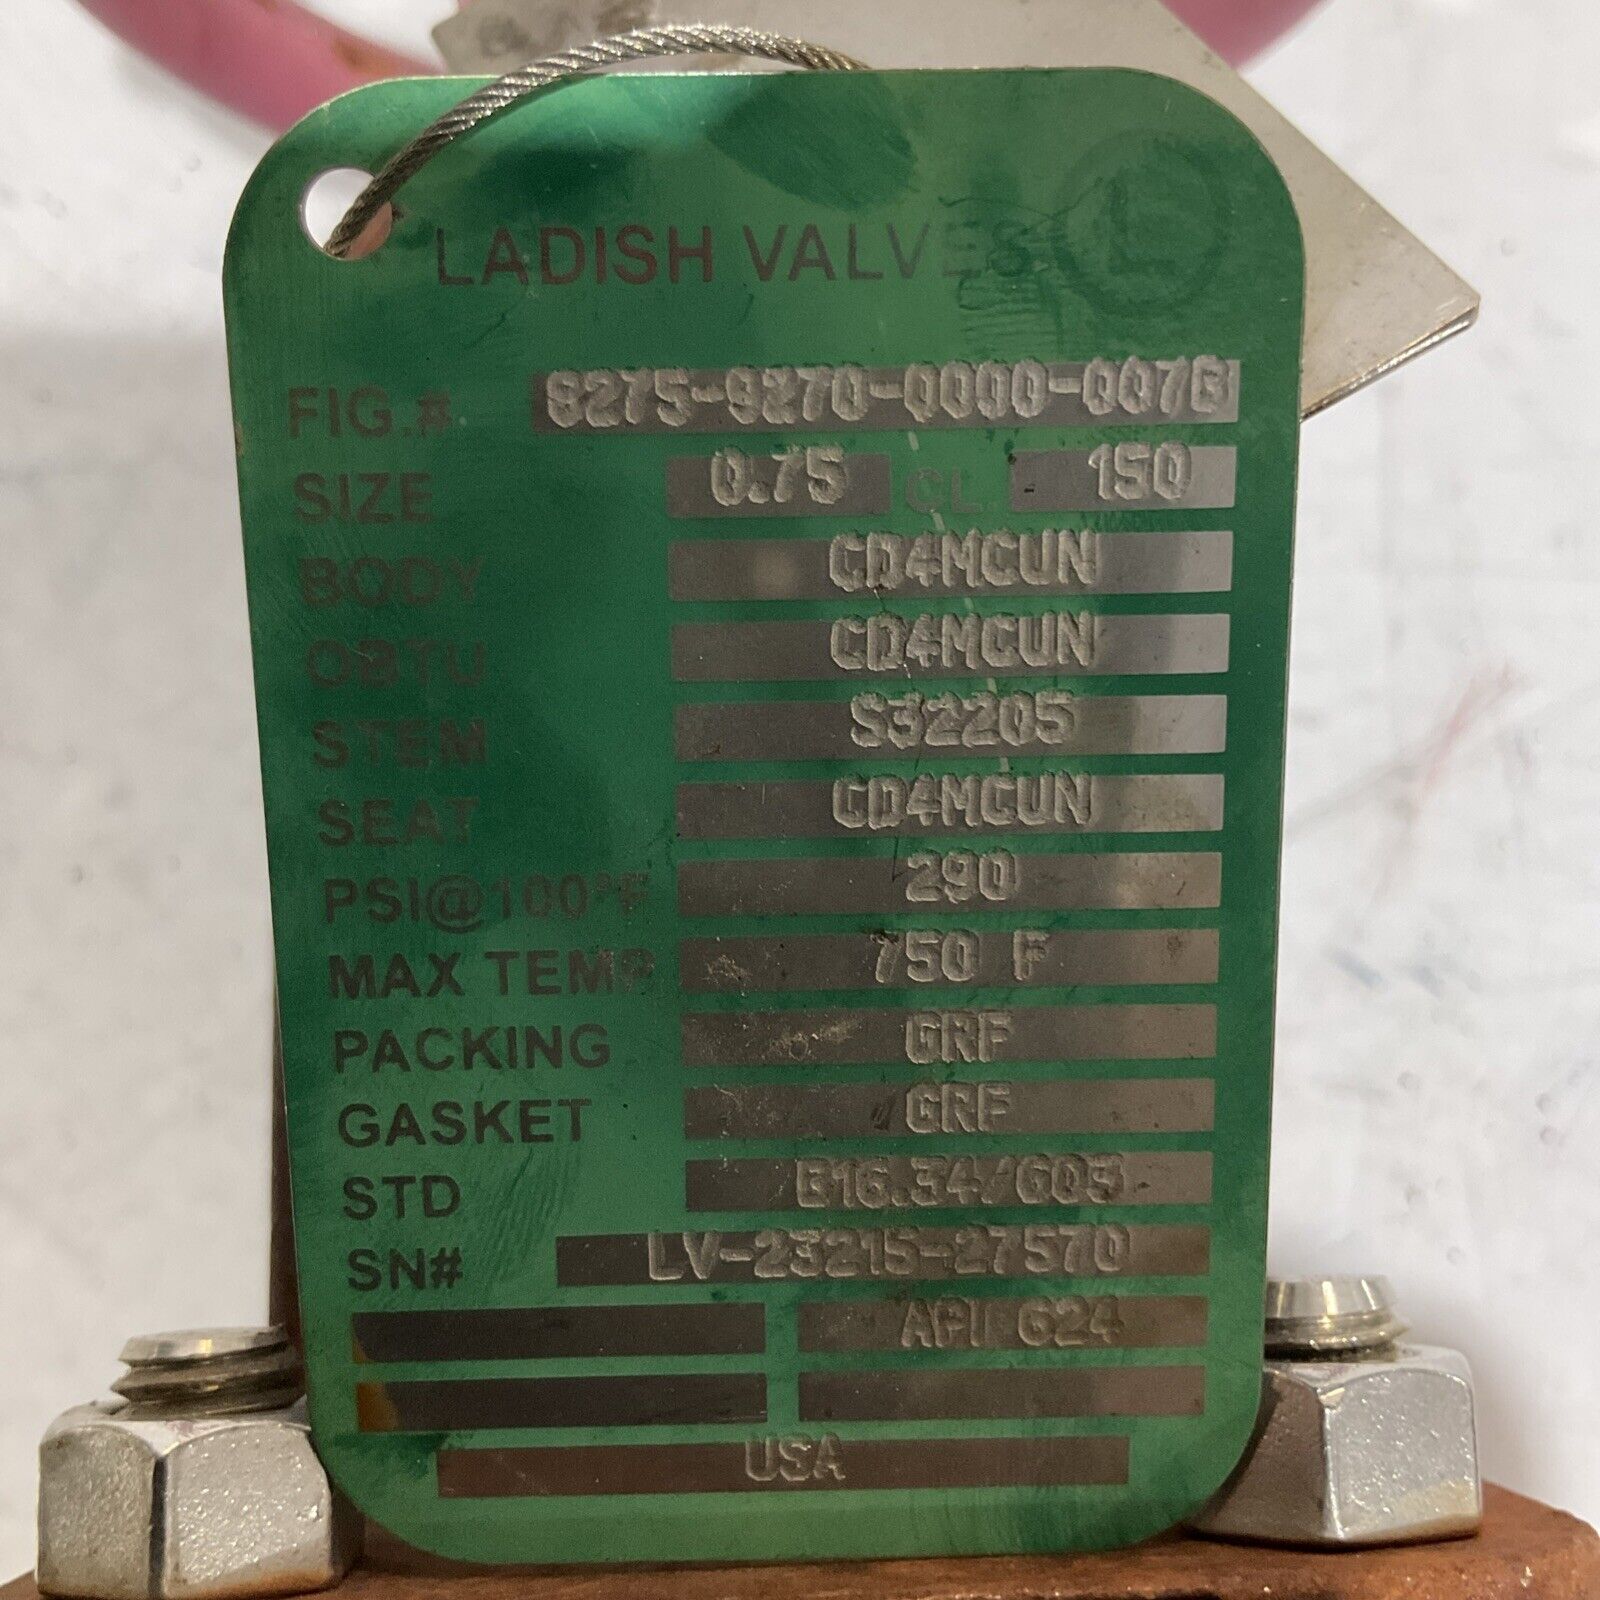 LADISH VALVES L
FIG.# 8275-9270-0000-007B
SIZE 0.75 CL. 150
BODY CD4MCUN
OBTU CD4MCUN
STEM S32205
SEAT CD4MCUN
PSI@100°F 290
MAX TEMP 750 F
PACKING GRF
GASKET GRF
STD B16.34/603
SN# LV-23215-27570
API 624
USA